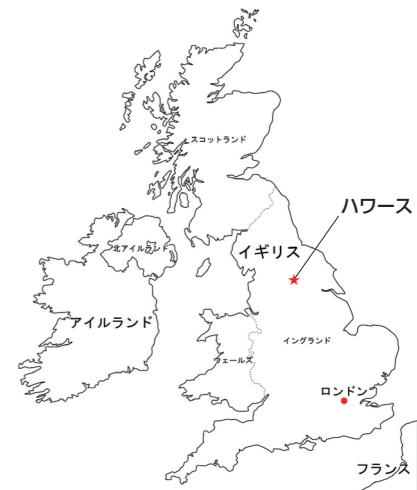 スコットランド
ハワース
北アイルランド
イギリス
アイルランド
イングランド
ウェールズ
ロンドン
フランス